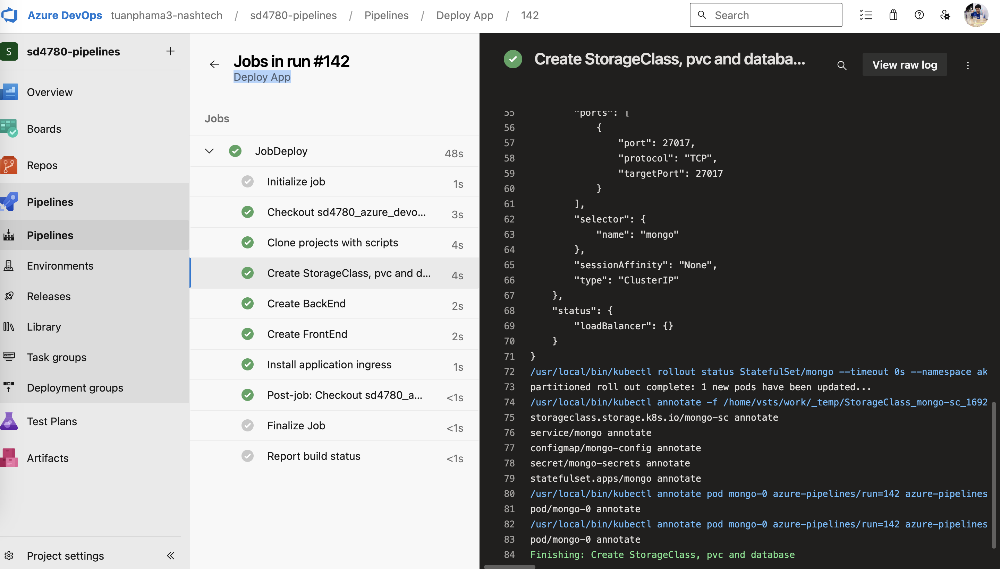 Azure DevOps tuanphama3-nashtech / sd4780-pipelines / Pipelines / Deploy App / 142
Search
S sd4780-pipelines
Overview
Boards
Repos
Pipelines
Pipelines
Environments
Releases
Library
Task groups
Deployment groups
Test Plans
Artifacts
Project settings
Jobs in run #142
Deploy App
Jobs
JobDeploy 48s
Initialize job 1s
Checkout sd4780_azure_devo... 3s
Clone projects with scripts 4s
Create StorageClass, pvc and d... 4s
Create BackEnd 2s
Create FrontEnd 2s
Install application ingress 1s
Post-job: Checkout sd4780_a... <1s
Finalize Job <1s
Report build status <1s
Create StorageClass, pvc and databa...
View raw log
55 "ports": [
56 {
57 "port": 27017,
58 "protocol": "TCP",
59 "targetPort": 27017
60 }
61 ],
62 "selector": {
63 "name": "mongo"
64 },
65 "sessionAffinity": "None",
66 "type": "ClusterIP"
67 },
68 "status": {
69 "loadBalancer": {}
70 }
71 }
72 /usr/local/bin/kubectl rollout status StatefulSet/mongo --timeout 0s --namespace ak
73 partitioned roll out complete: 1 new pods have been updated...
74 /usr/local/bin/kubectl annotate -f /home/vsts/work/_temp/StorageClass_mongo-sc_1692
75 storageclass.storage.k8s.io/mongo-sc annotate
76 service/mongo annotate
77 configmap/mongo-config annotate
78 secret/mongo-secrets annotate
79 statefulset.apps/mongo annotate
80 /usr/local/bin/kubectl annotate pod mongo-0 azure-pipelines/run=142 azure-pipelines
81 pod/mongo-0 annotate
82 /usr/local/bin/kubectl annotate pod mongo-0 azure-pipelines/run=142 azure-pipelines
83 pod/mongo-0 annotate
84 Finishing: Create StorageClass, pvc and database